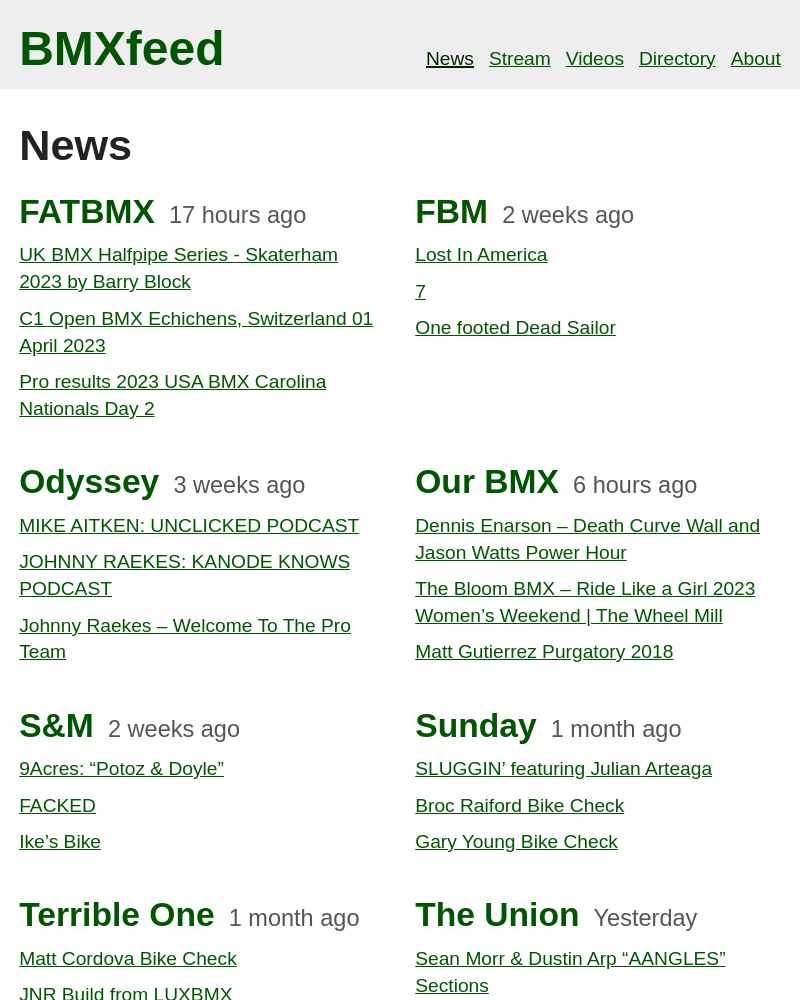 BMXfeed
News Stream Videos Directory About
News
FATBMX 17 hours ago
UK BMX Halfpipe Series - Skaterham
2023 by Barry Block
C1 Open BMX Echichens, Switzerland 01
April 2023
Pro results 2023 USA BMX Carolina
Nationals Day 2
FBM 2 weeks ago
Lost In America
7
One footed Dead Sailor
Odyssey 3 weeks ago
MIKE AITKEN: UNCLICKED PODCAST
JOHNNY RAEKES: KANODE KNOWS
PODCAST
Johnny Raekes – Welcome To The Pro
Team
Our BMX 6 hours ago
Dennis Enarson – Death Curve Wall and
Jason Watts Power Hour
The Bloom BMX – Ride Like a Girl 2023
Women’s Weekend | The Wheel Mill
Matt Gutierrez Purgatory 2018
S&M 2 weeks ago
9Acres: “Potoz & Doyle”
FACKED
Ike’s Bike
Sunday 1 month ago
SLUGGIN’ featuring Julian Arteaga
Broc Raiford Bike Check
Gary Young Bike Check
Terrible One 1 month ago
Matt Cordova Bike Check
JNR Build from LUXBMX
The Union Yesterday
Sean Morr & Dustin Arp “AANGLES”
Sections